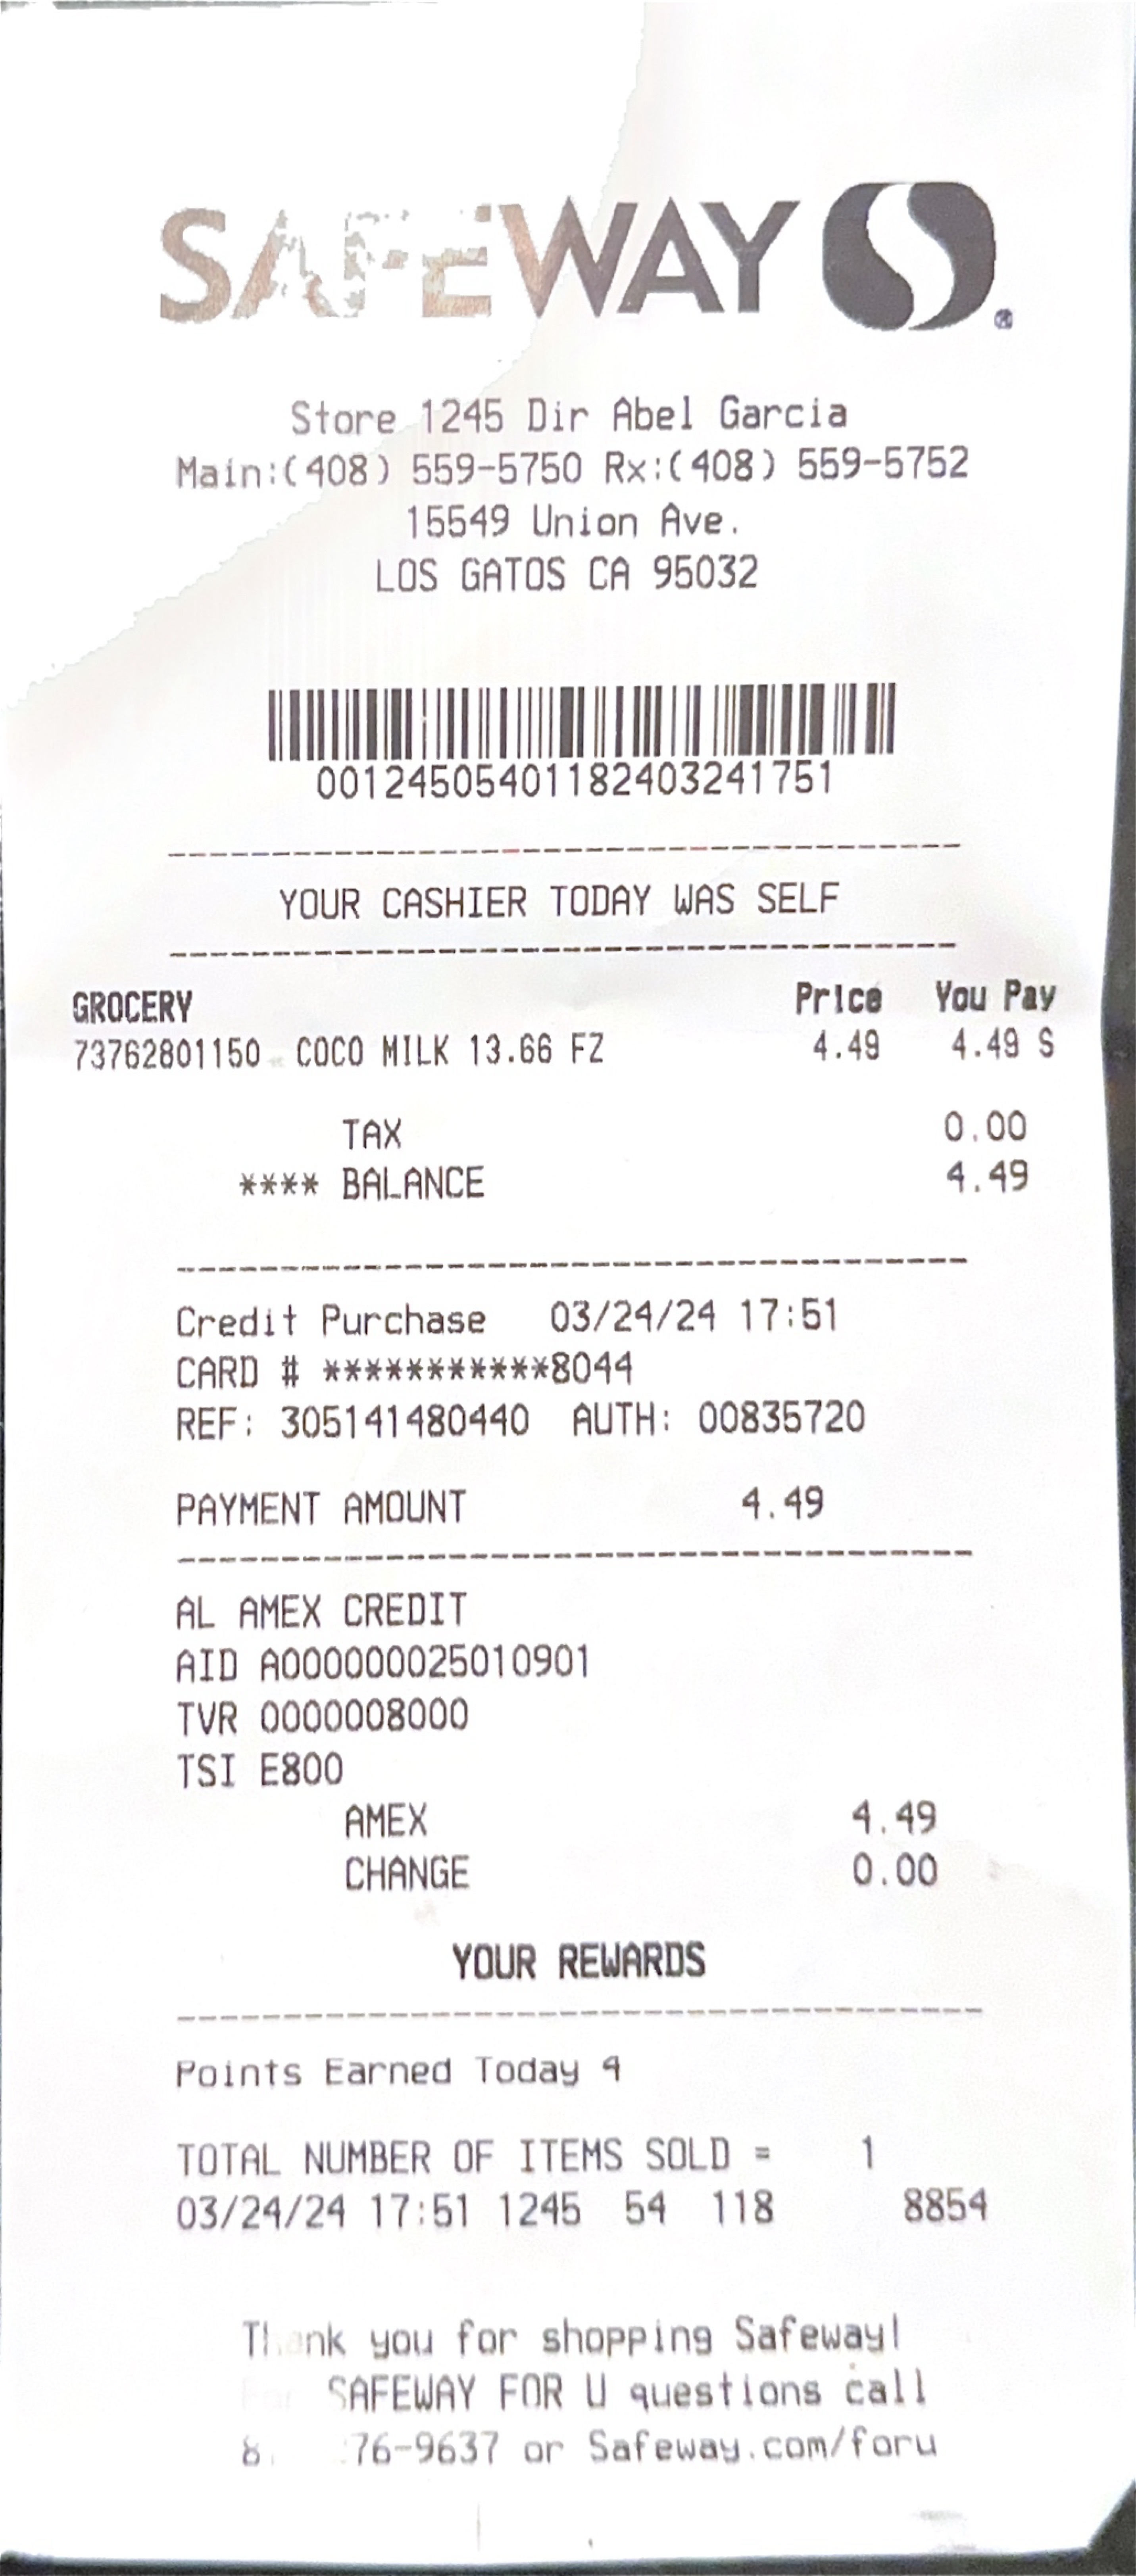 SAFEWAY
Store 1245 Dir Abel Garcia
Main:(408) 559-5750 Rx:(408) 559-5752
15549 Union Ave.
LOS GATOS CA 95032
00124505401182403241751
YOUR CASHIER TODAY WAS SELF
GROCERY Price You Pay
73762801150 COCO MILK 13.66 FZ 4.49 4.49 S
TAX 0.00
**** BALANCE 4.49
Credit Purchase 03/24/24 17:51
CARD # ***********8044
REF: 305141480440 AUTH: 00835720
PAYMENT AMOUNT 4.49
AL AMEX CREDIT
AID A000000025010901
TVR 0000008000
TSI E800
AMEX 4.49
CHANGE 0.00
YOUR REWARDS
Points Earned Today 4
TOTAL NUMBER OF ITEMS SOLD = 1
03/24/24 17:51 1245 54 118 8854
Thank you for shopping Safeway!
For SAFEWAY FOR U questions call
76-9637 or Safeway.com/foru